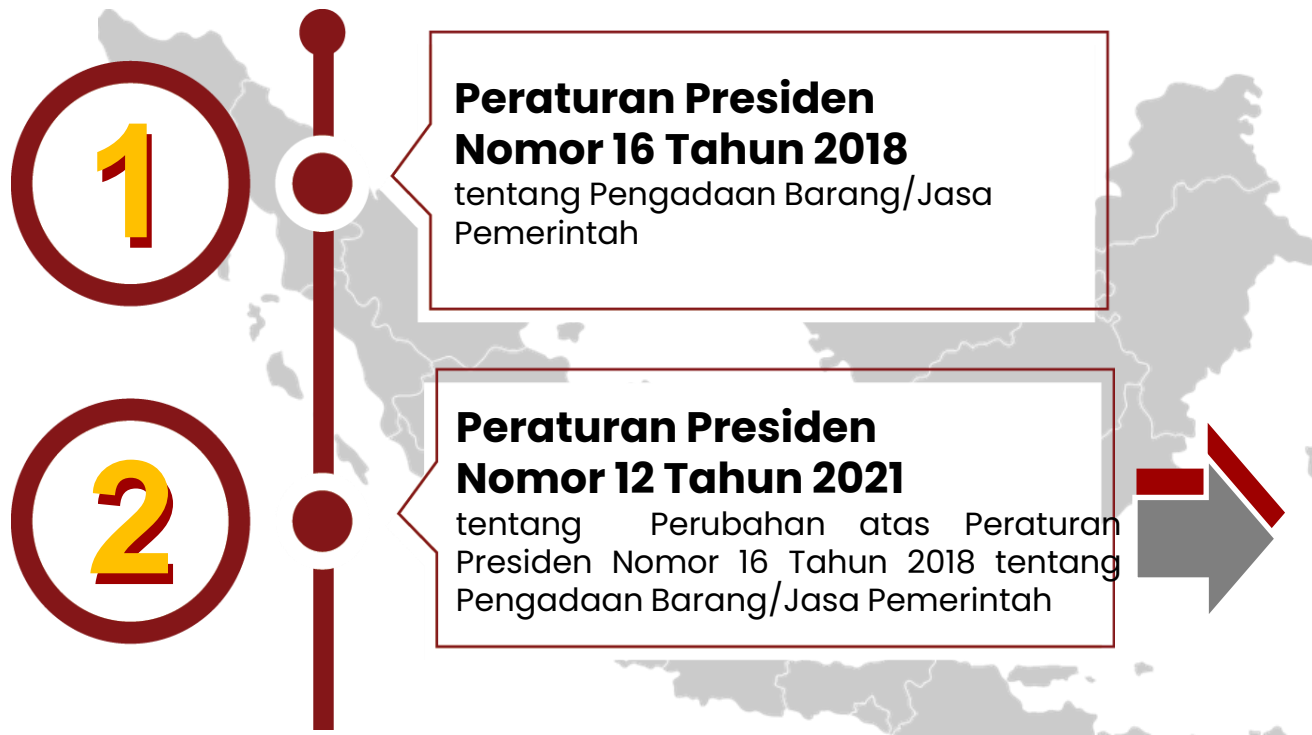 1
Peraturan Presiden
Nomor 16 Tahun 2018
tentang Pengadaan Barang/Jasa
Pemerintah
2
Peraturan Presiden
Nomor 12 Tahun 2021
tentang Perubahan atas Peraturan
Presiden Nomor 16 Tahun 2018 tentang
Pengadaan Barang/Jasa Pemerintah